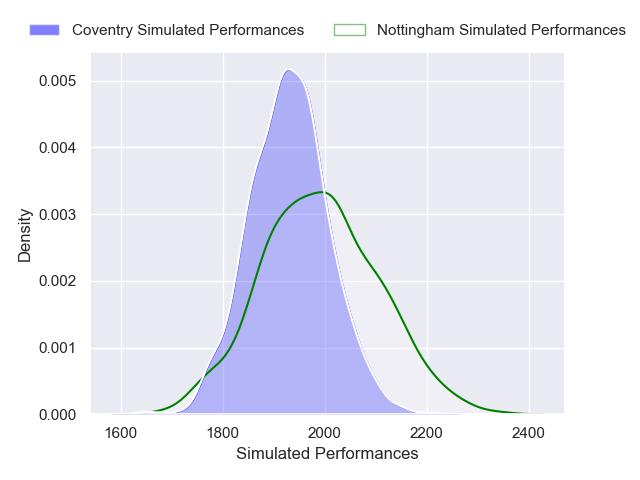 Coventry Simulated Performances Nottingham Simulated Performances
0.005
0.004
0.003
0.002
0.001
0.000
Density
1600 1800 2000 2200 2400
Simulated Performances